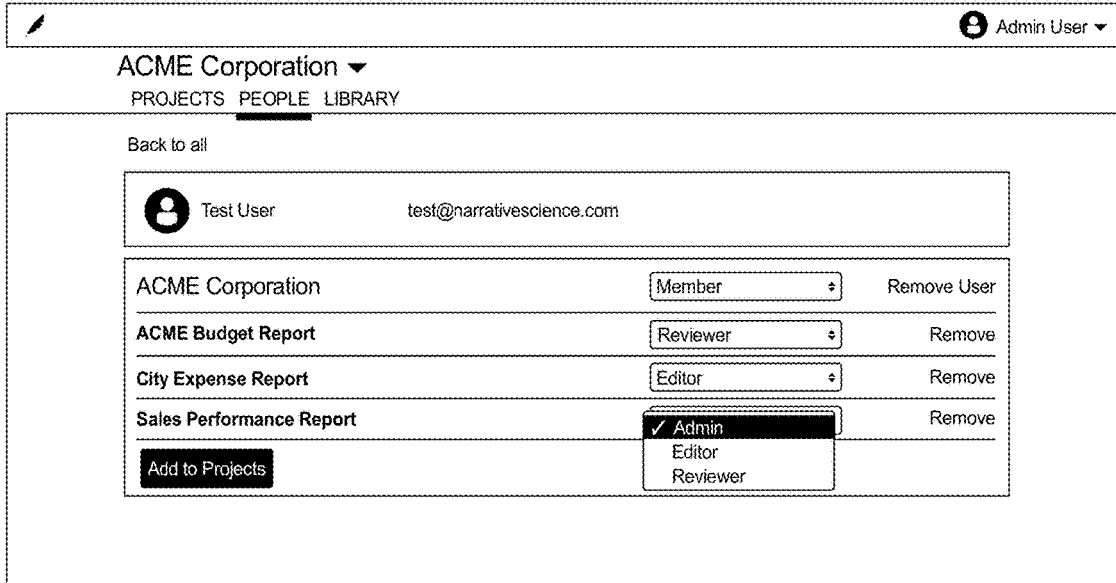 Admin User
ACME Corporation
PROJECTS PEOPLE LIBRARY
Back to all
Test User test@narrativescience.com
ACME Corporation Member Remove User
ACME Budget Report Reviewer Remove
City Expense Report Editor Remove
Sales Performance Report ✓ Admin Remove
Editor
Add to Projects
Reviewer